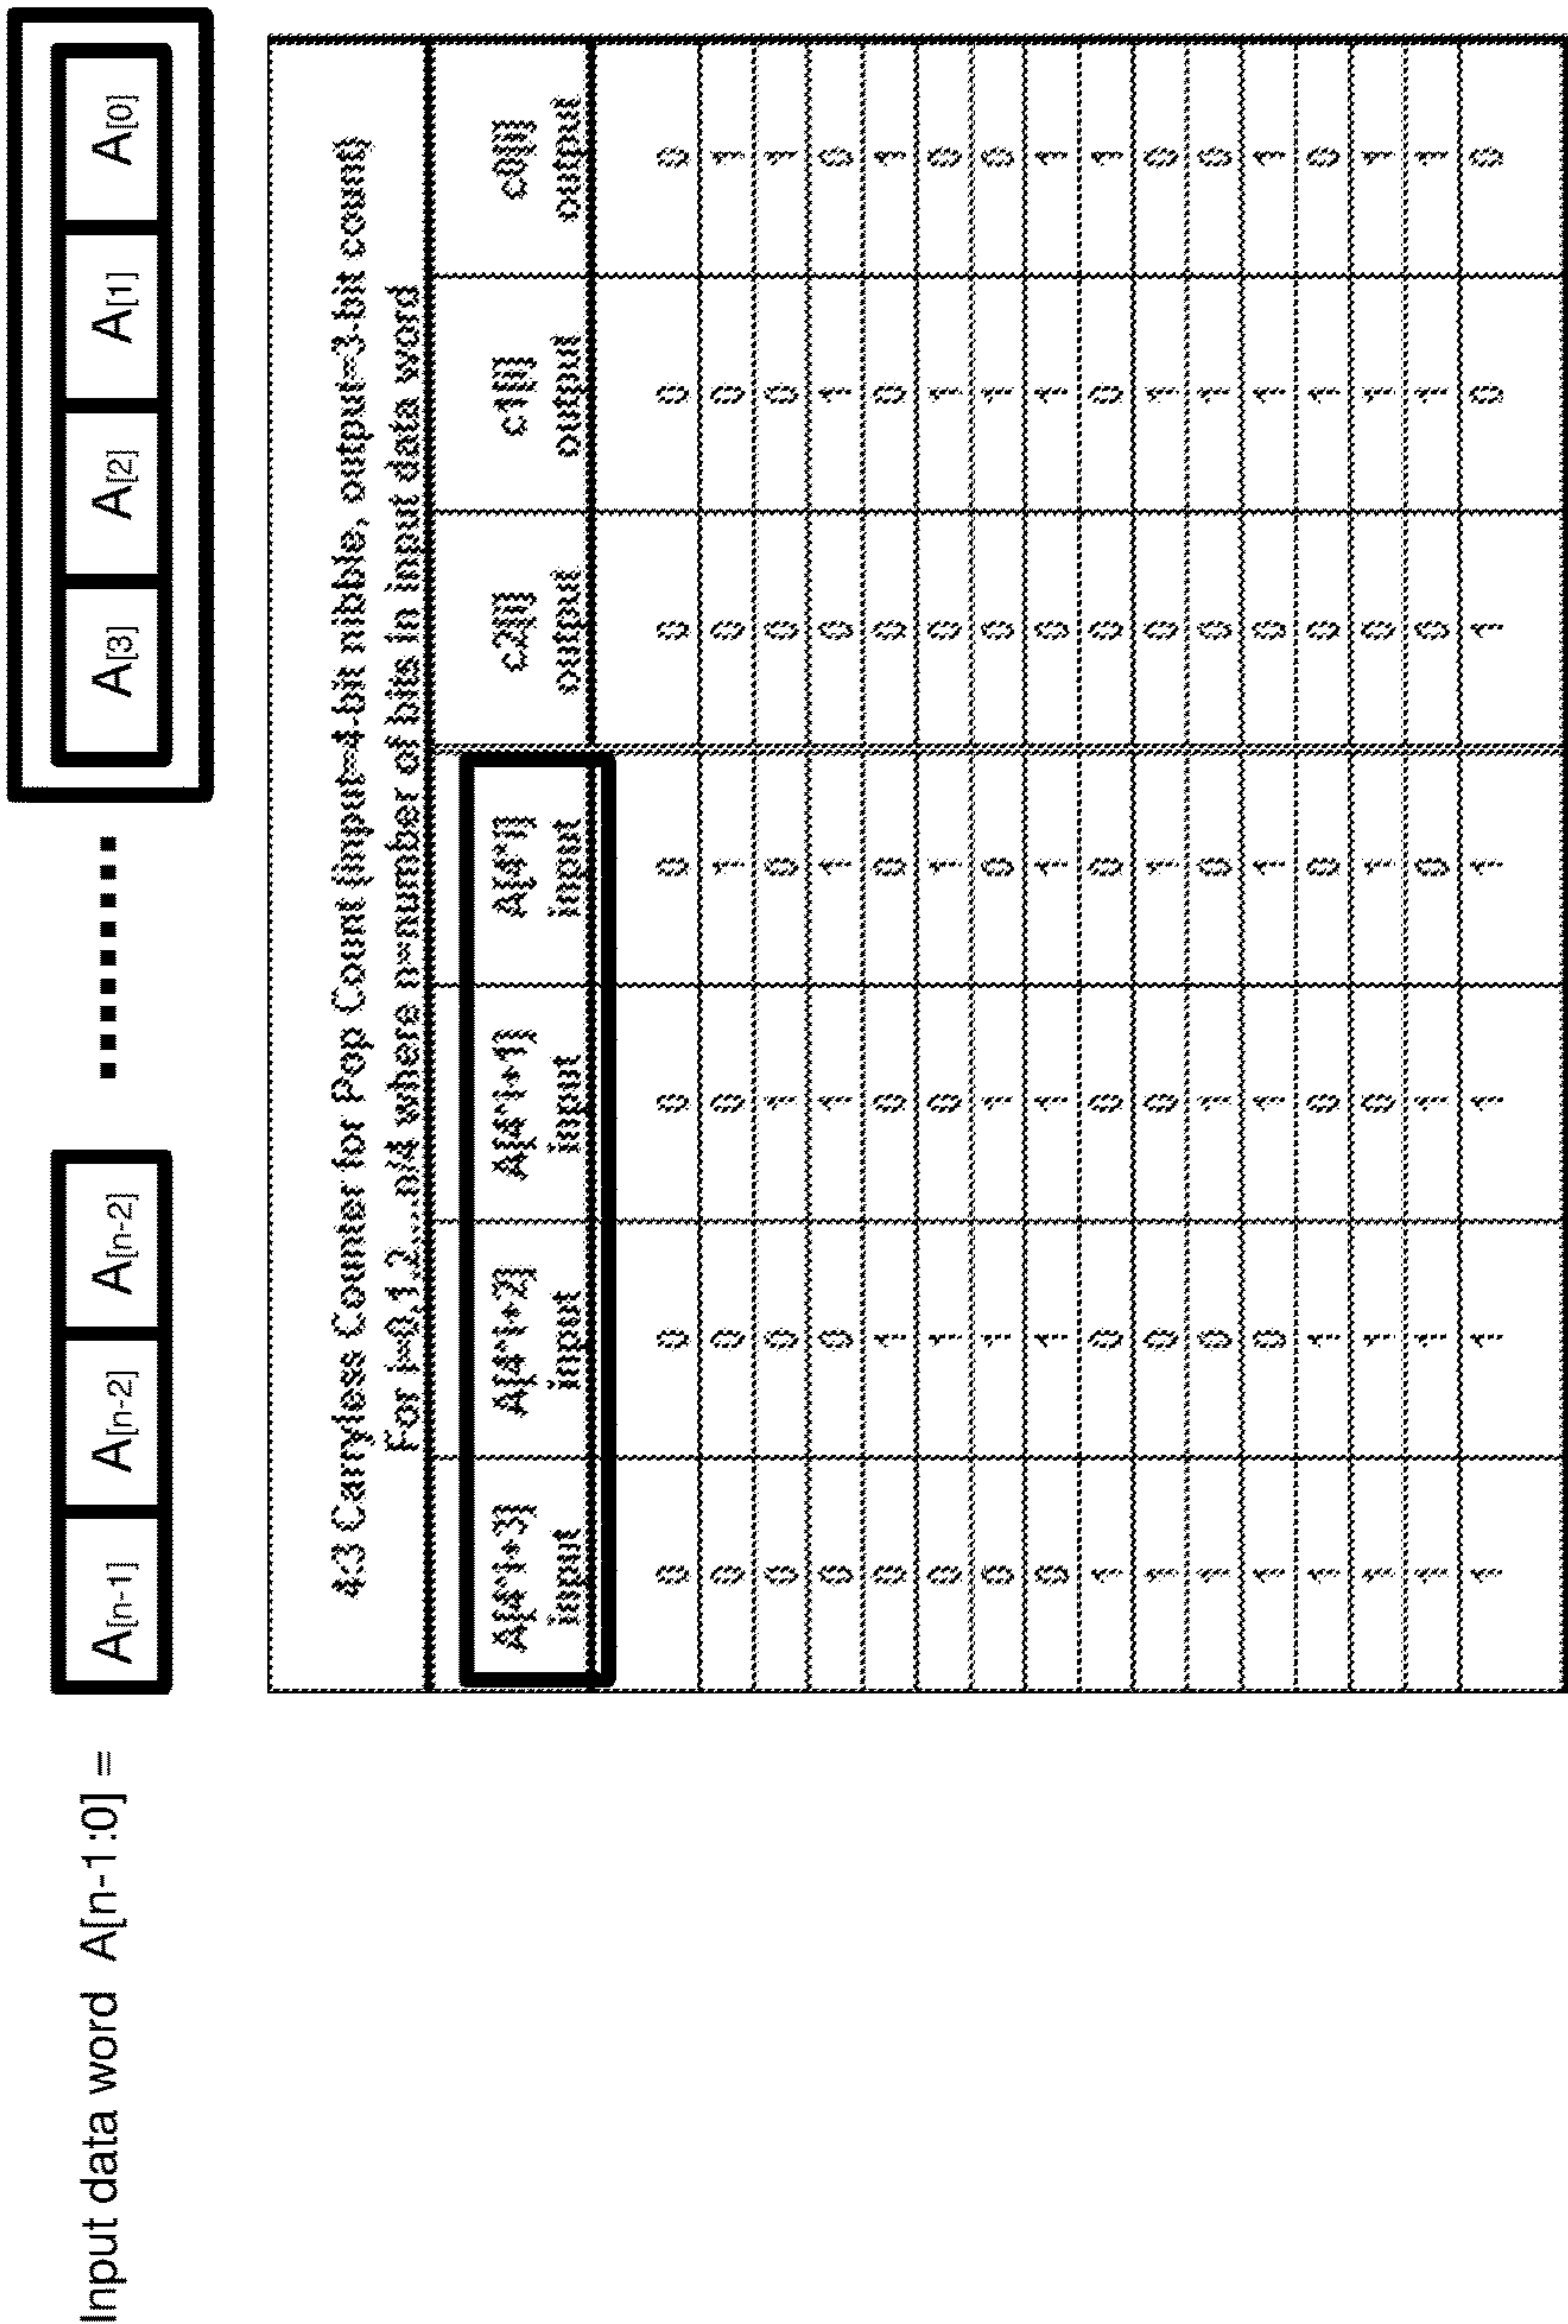 Input data word A[n-1:0] = A[n-1] A[n-2] A[n-2] ........ A[3] A[2] A[1] A[0]
4:3 Carryless Counter for Pop Count (input=4-bit nibble, output=3-bit count)
For i=0,1,2,...n/4 where n=number of bits in input data word
A[4*i+3] A[4*i+2] A[4*i+1] A[4*i] c2[i] c1[i] c0[i]
input input input input output output output
0 0 0 0 0 0 0
0 0 0 1 0 0 1
0 0 1 0 0 0 1
0 0 1 1 0 1 0
0 1 0 0 0 0 1
0 1 0 1 0 1 0
0 1 1 0 0 1 0
0 1 1 1 0 1 1
1 0 0 0 0 0 1
1 0 0 1 0 1 0
1 0 1 0 0 1 0
1 0 1 1 0 1 1
1 1 0 0 0 1 0
1 1 0 1 0 1 1
1 1 1 0 0 1 1
1 1 1 1 1 0 0